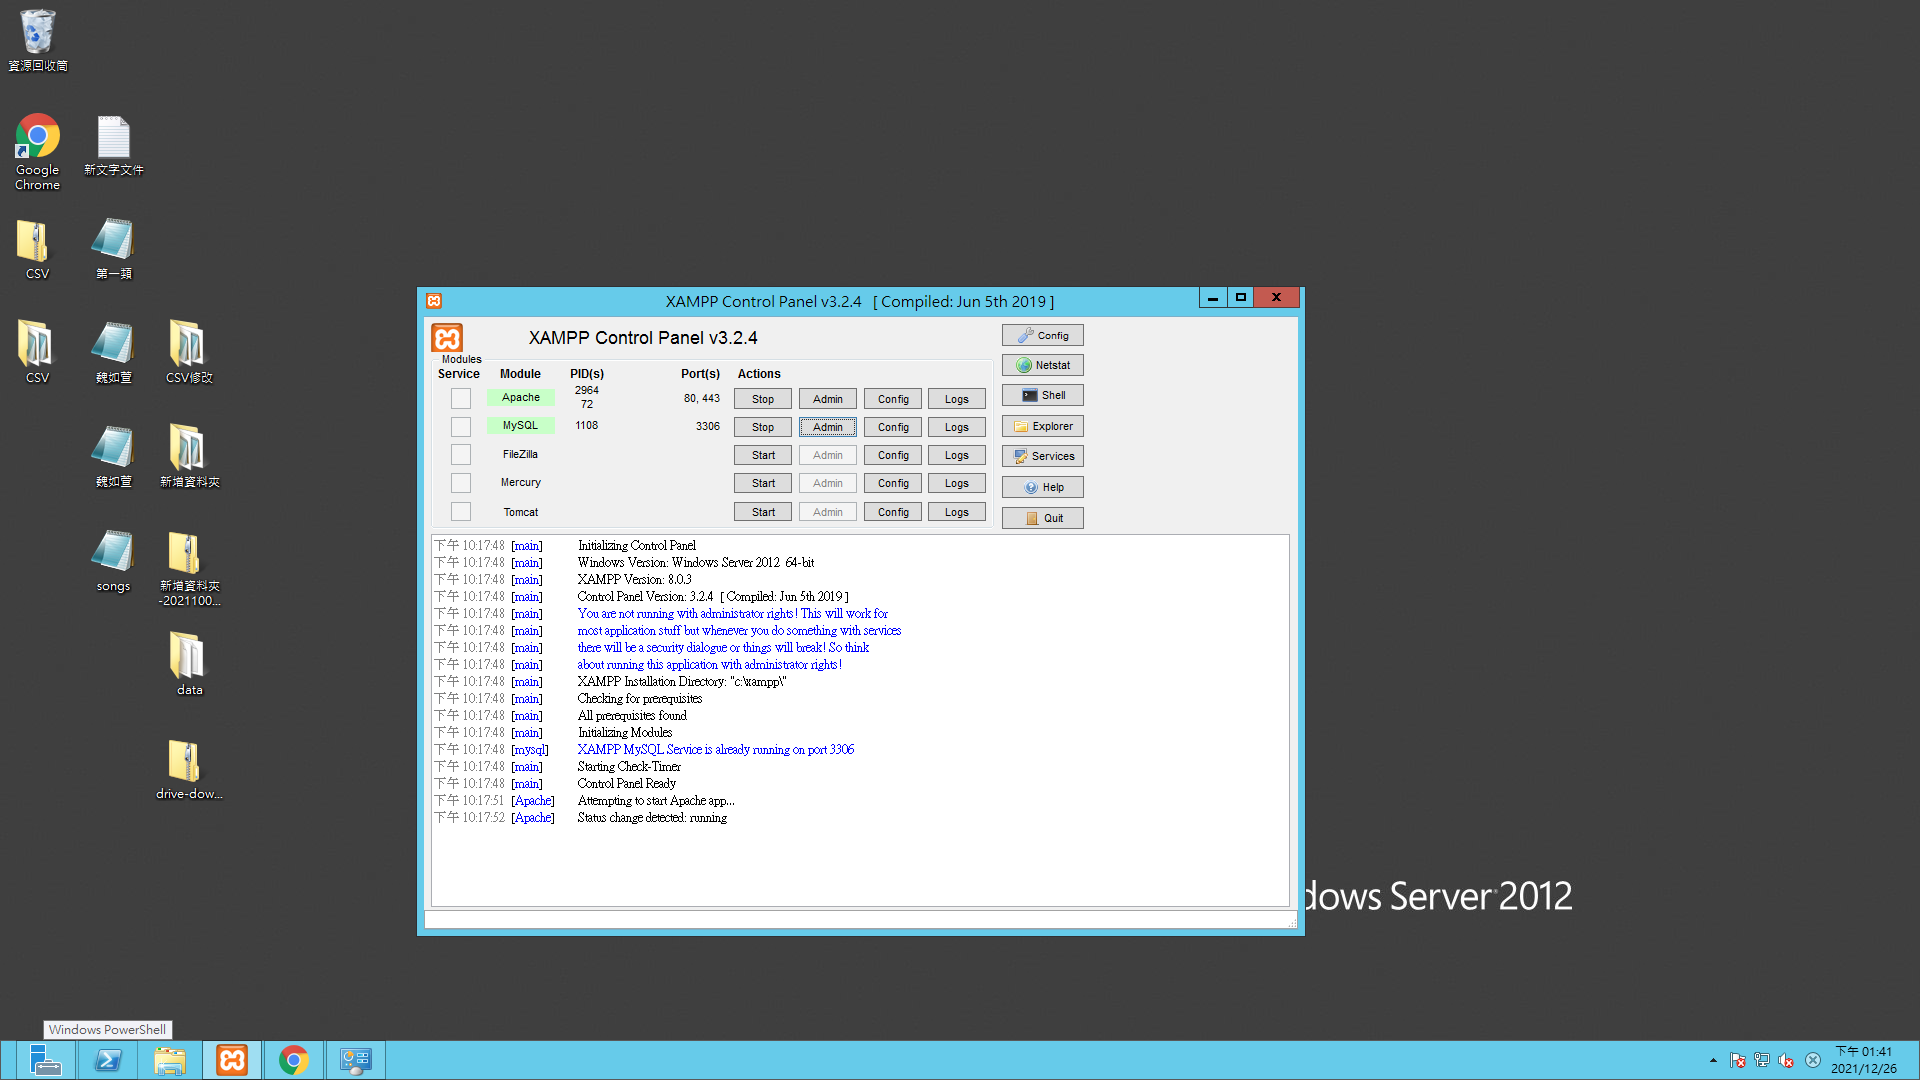 資源回收筒
Google
Chrome
新文字文件
CSV
第一類
CSV
魏如萱
CSV修改
魏如萱
新增資料夾
songs
新增資料夾
-2021100...
data
drive-dow...
XAMPP Control Panel v3.2.4 [ Compiled: Jun 5th 2019 ]
XAMPP Control Panel v3.2.4
Config
Modules
Service Module PID(s) Port(s) Actions
Netstat
Apache 2964 72 80, 443 Stop Admin Config Logs
Shell
MySQL 1108 3306 Stop Admin Config Logs
Explorer
FileZilla Start Admin Config Logs
Services
Mercury Start Admin Config Logs
Help
Tomcat Start Admin Config Logs
Quit
下午 10:17:48 [main] Initializing Control Panel
下午 10:17:48 [main] Windows Version: Windows Server 2012 64-bit
下午 10:17:48 [main] XAMPP Version: 8.0.3
下午 10:17:48 [main] Control Panel Version: 3.2.4 [ Compiled: Jun 5th 2019 ]
下午 10:17:48 [main] You are not running with administrator rights! This will work for
下午 10:17:48 [main] most application stuff but whenever you do something with services
下午 10:17:48 [main] there will be a security dialogue or things will break! So think
下午 10:17:48 [main] about running this application with administrator rights!
下午 10:17:48 [main] XAMPP Installation Directory: "c:\xampp\"
下午 10:17:48 [main] Checking for prerequisites
下午 10:17:48 [main] All prerequisites found
下午 10:17:48 [main] Initializing Modules
下午 10:17:48 [mysql] XAMPP MySQL Service is already running on port 3306
下午 10:17:48 [main] Starting Check-Timer
下午 10:17:48 [main] Control Panel Ready
下午 10:17:51 [Apache] Attempting to start Apache app...
下午 10:17:52 [Apache] Status change detected: running
dows Server 2012
Windows PowerShell
下午 01:41
2021/12/26